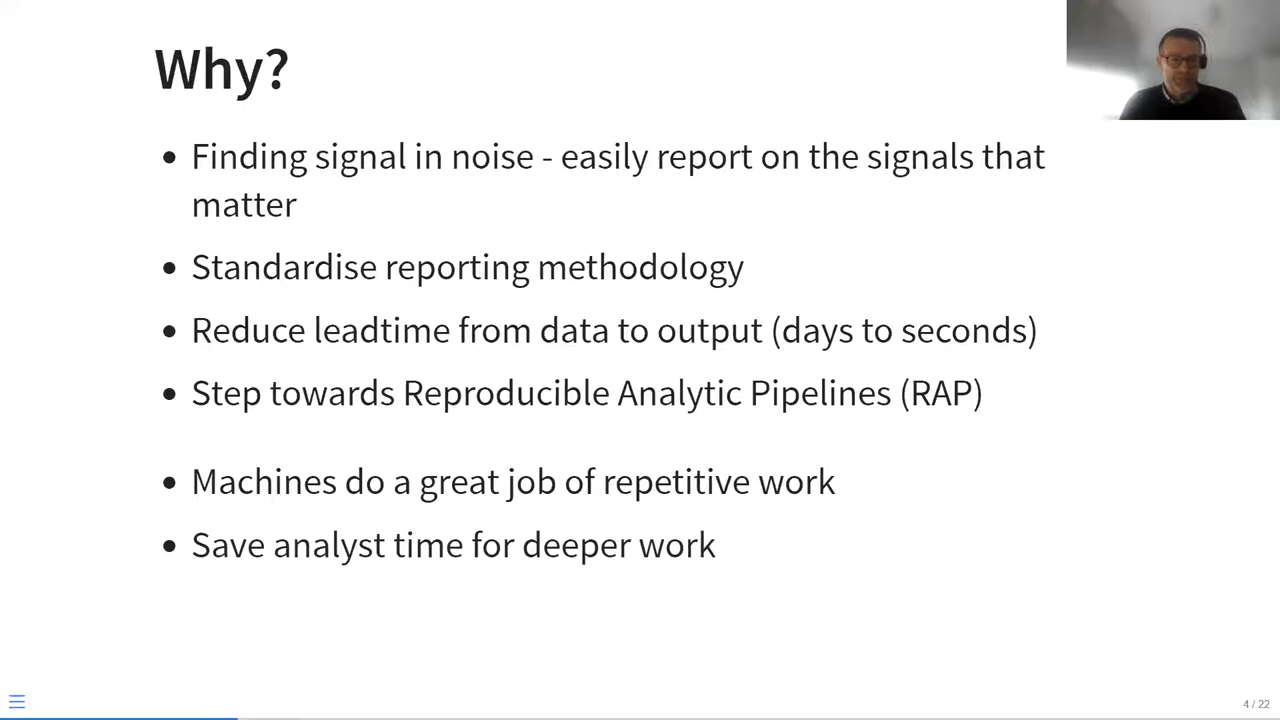 Why?
• Finding signal in noise - easily report on the signals that
matter
• Standardise reporting methodology
• Reduce leadtime from data to output (days to seconds)
• Step towards Reproducible Analytic Pipelines (RAP)
• Machines do a great job of repetitive work
• Save analyst time for deeper work
4 / 22